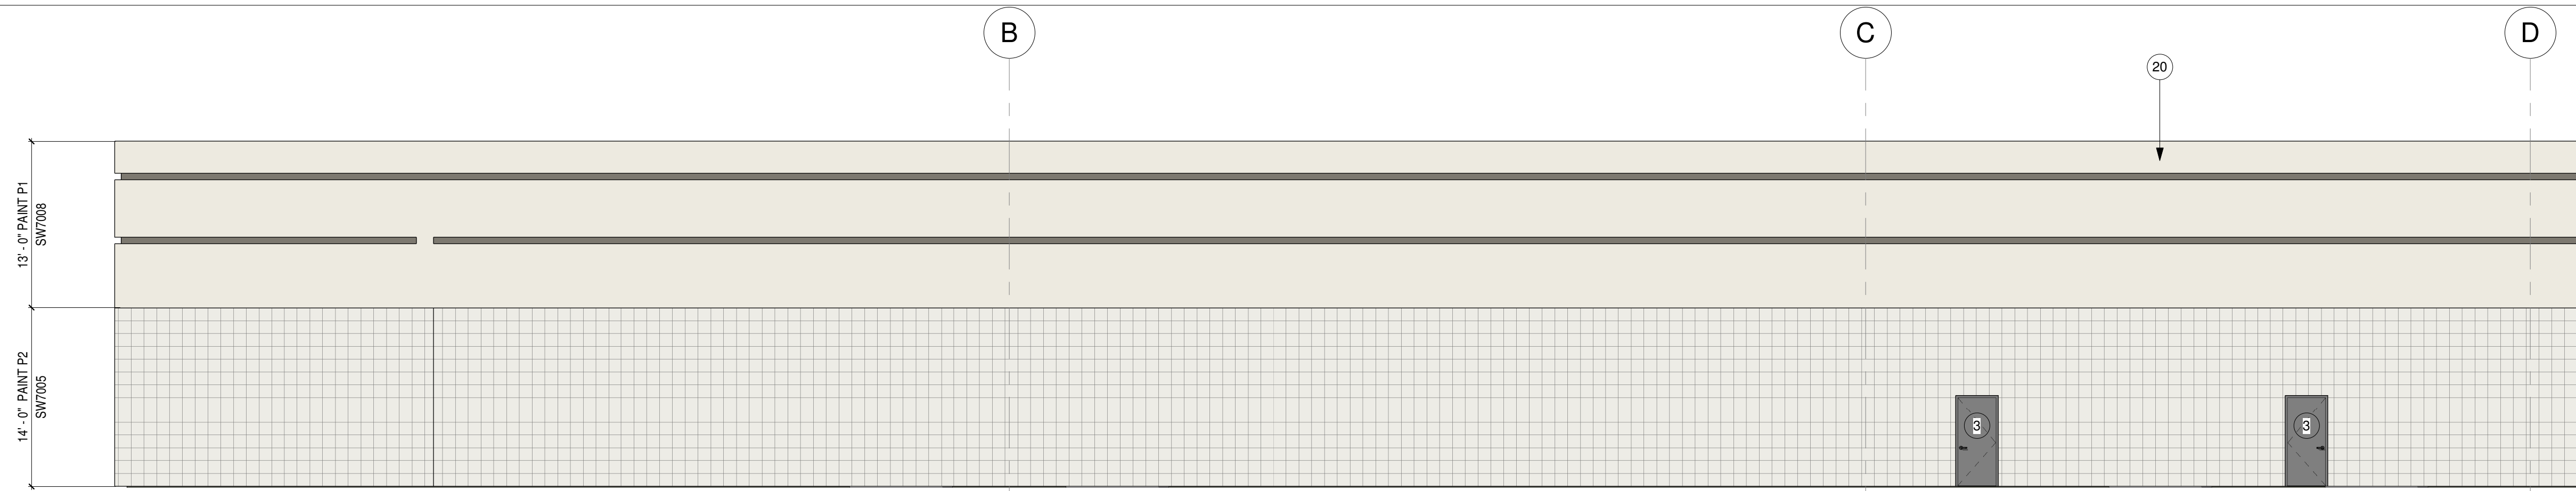 B
C
D
20
13' - 0" PAINT P1
SW7008
14' - 0" PAINT P2
SW7005
3
3